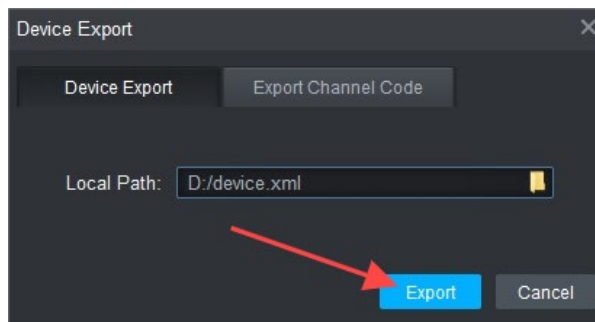 Device Export
Device Export Export Channel Code
Local Path: D:/device.xml
Export Cancel